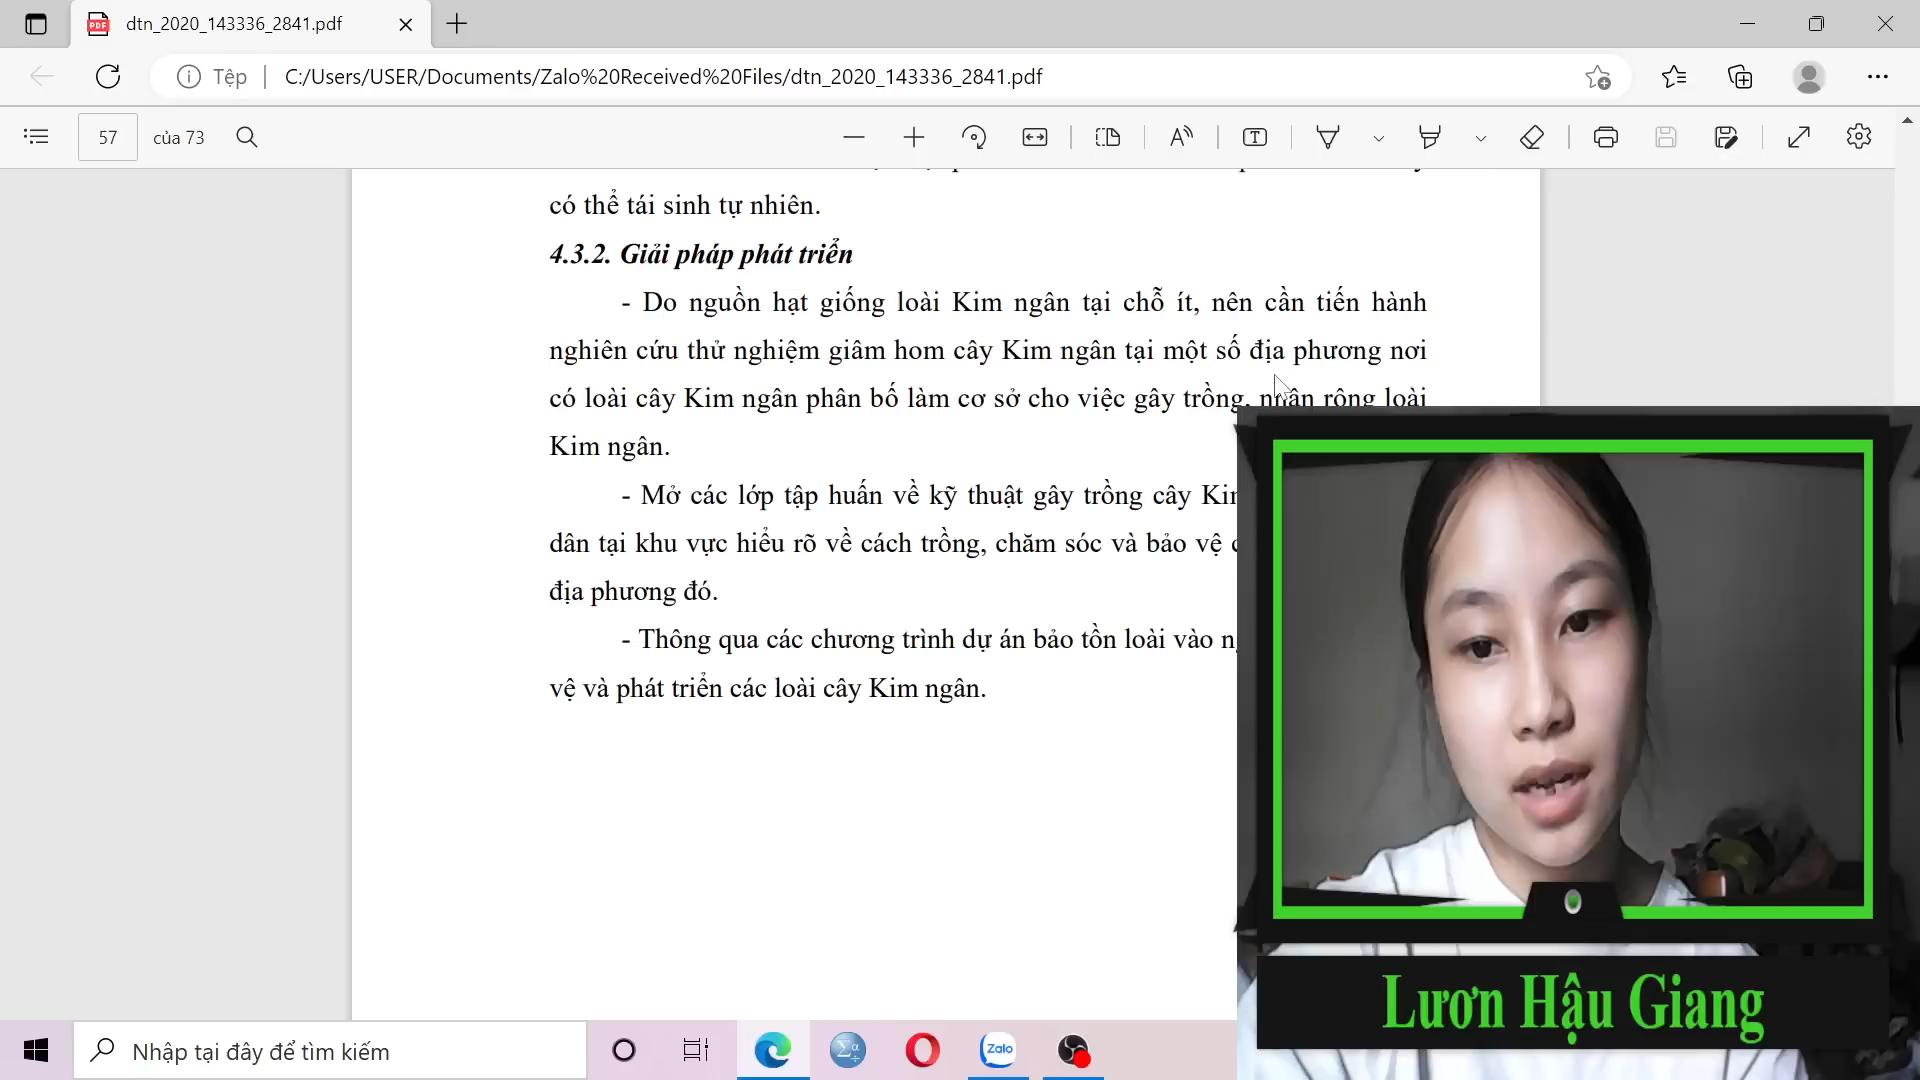 dtn_2020_143336_2841.pdf
Tệp
C:/Users/USER/Documents/Zalo%20Received%20Files/dtn_2020_143336_2841.pdf
57 của 73
có thể tái sinh tự nhiên.
4.3.2. Giải pháp phát triển
- Do nguồn hạt giống loài Kim ngân tại chỗ ít, nên cần tiến hành
nghiên cứu thử nghiệm giâm hom cây Kim ngân tại một số địa phương nơi
có loài cây Kim ngân phân bố làm cơ sở cho việc gây trồng, nhân rộng loài
Kim ngân.
- Mở các lớp tập huấn về kỹ thuật gây trồng cây
dân tại khu vực hiểu rõ về cách trồng, chăm sóc và bảo vệ
địa phương đó.
- Thông qua các chương trình dự án bảo tồn loài vào
vệ và phát triển các loài cây Kim ngân.
Lươn Hậu Giang
Nhập tại đây để tìm kiếm
Zalo